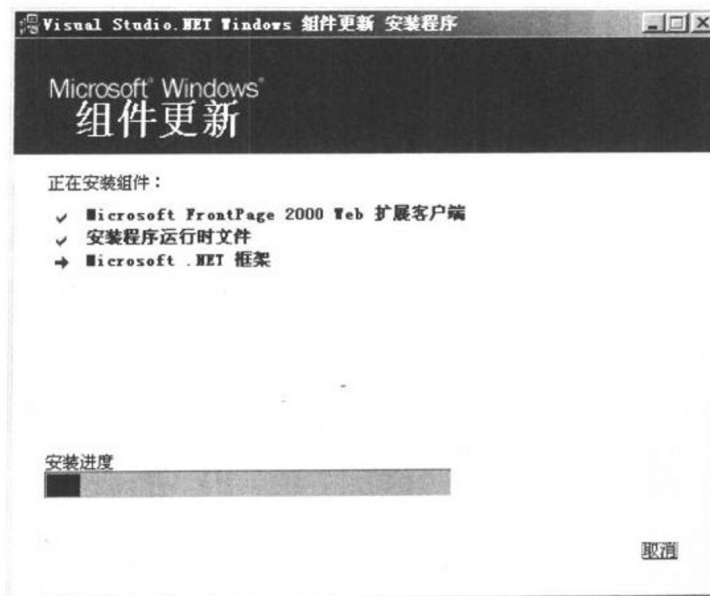 Visual Studio.NET Windows 组件更新 安装程序
Microsoft® Windows®
组件更新
正在安装组件：
✓ Microsoft FrontPage 2000 Web 扩展客户端
✓ 安装程序运行时文件
→ Microsoft .NET 框架
安装进度
取消